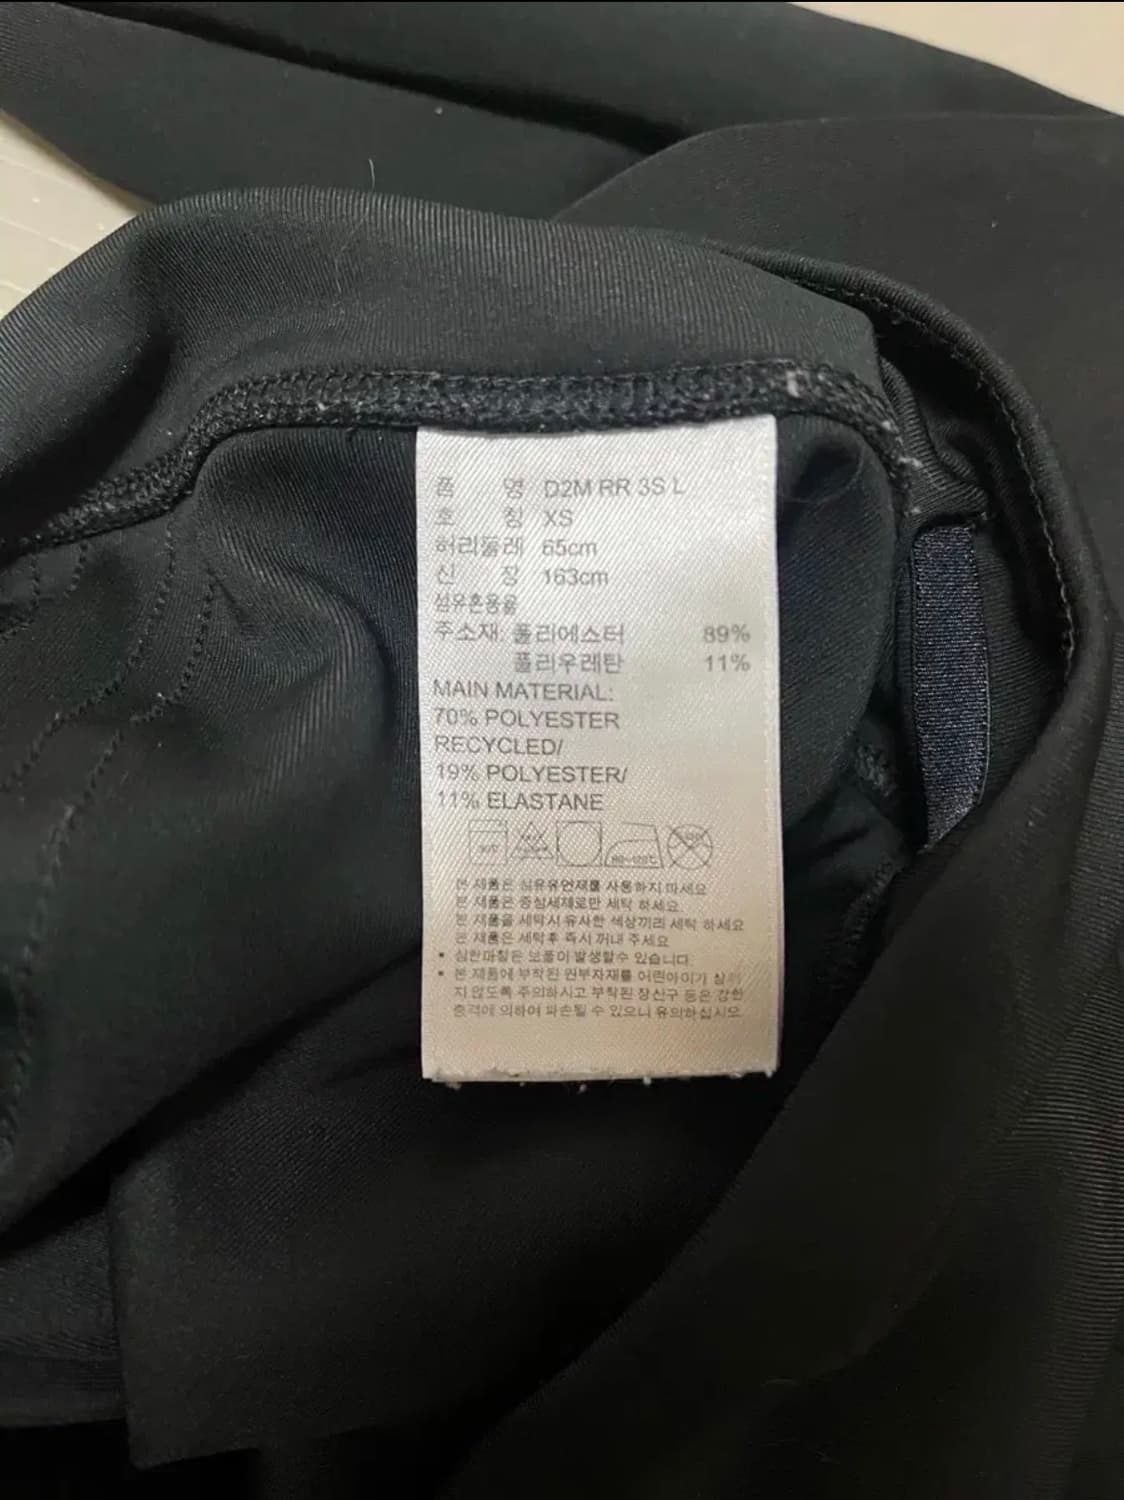 품 명 D2M RR 3S L
호 칭 XS
허리둘레 65cm
신 장 163cm
섬유혼용율
주소재: 폴리에스터 89%
폴리우레탄 11%
MAIN MATERIAL:
70% POLYESTER
RECYCLED/
19% POLYESTER/
11% ELASTANE
80~120℃
본 제품은 섬유유연제를 사용하지 마세요
본 제품은 중성세제로만 세탁 하세요
본 제품을 세탁시 유사한 색상끼리 세탁 하세요
본 제품은 세탁후 즉시 꺼내 주세요
• 심한마찰은 보풀이 발생할수 있습니다.
• 본 제품에 부착된 원부자재를 어린아이가
지 않도록 주의하시고 부착된 장신구 등은 강한
충격에 의하여 파손될 수 있으니 유의하십시오.